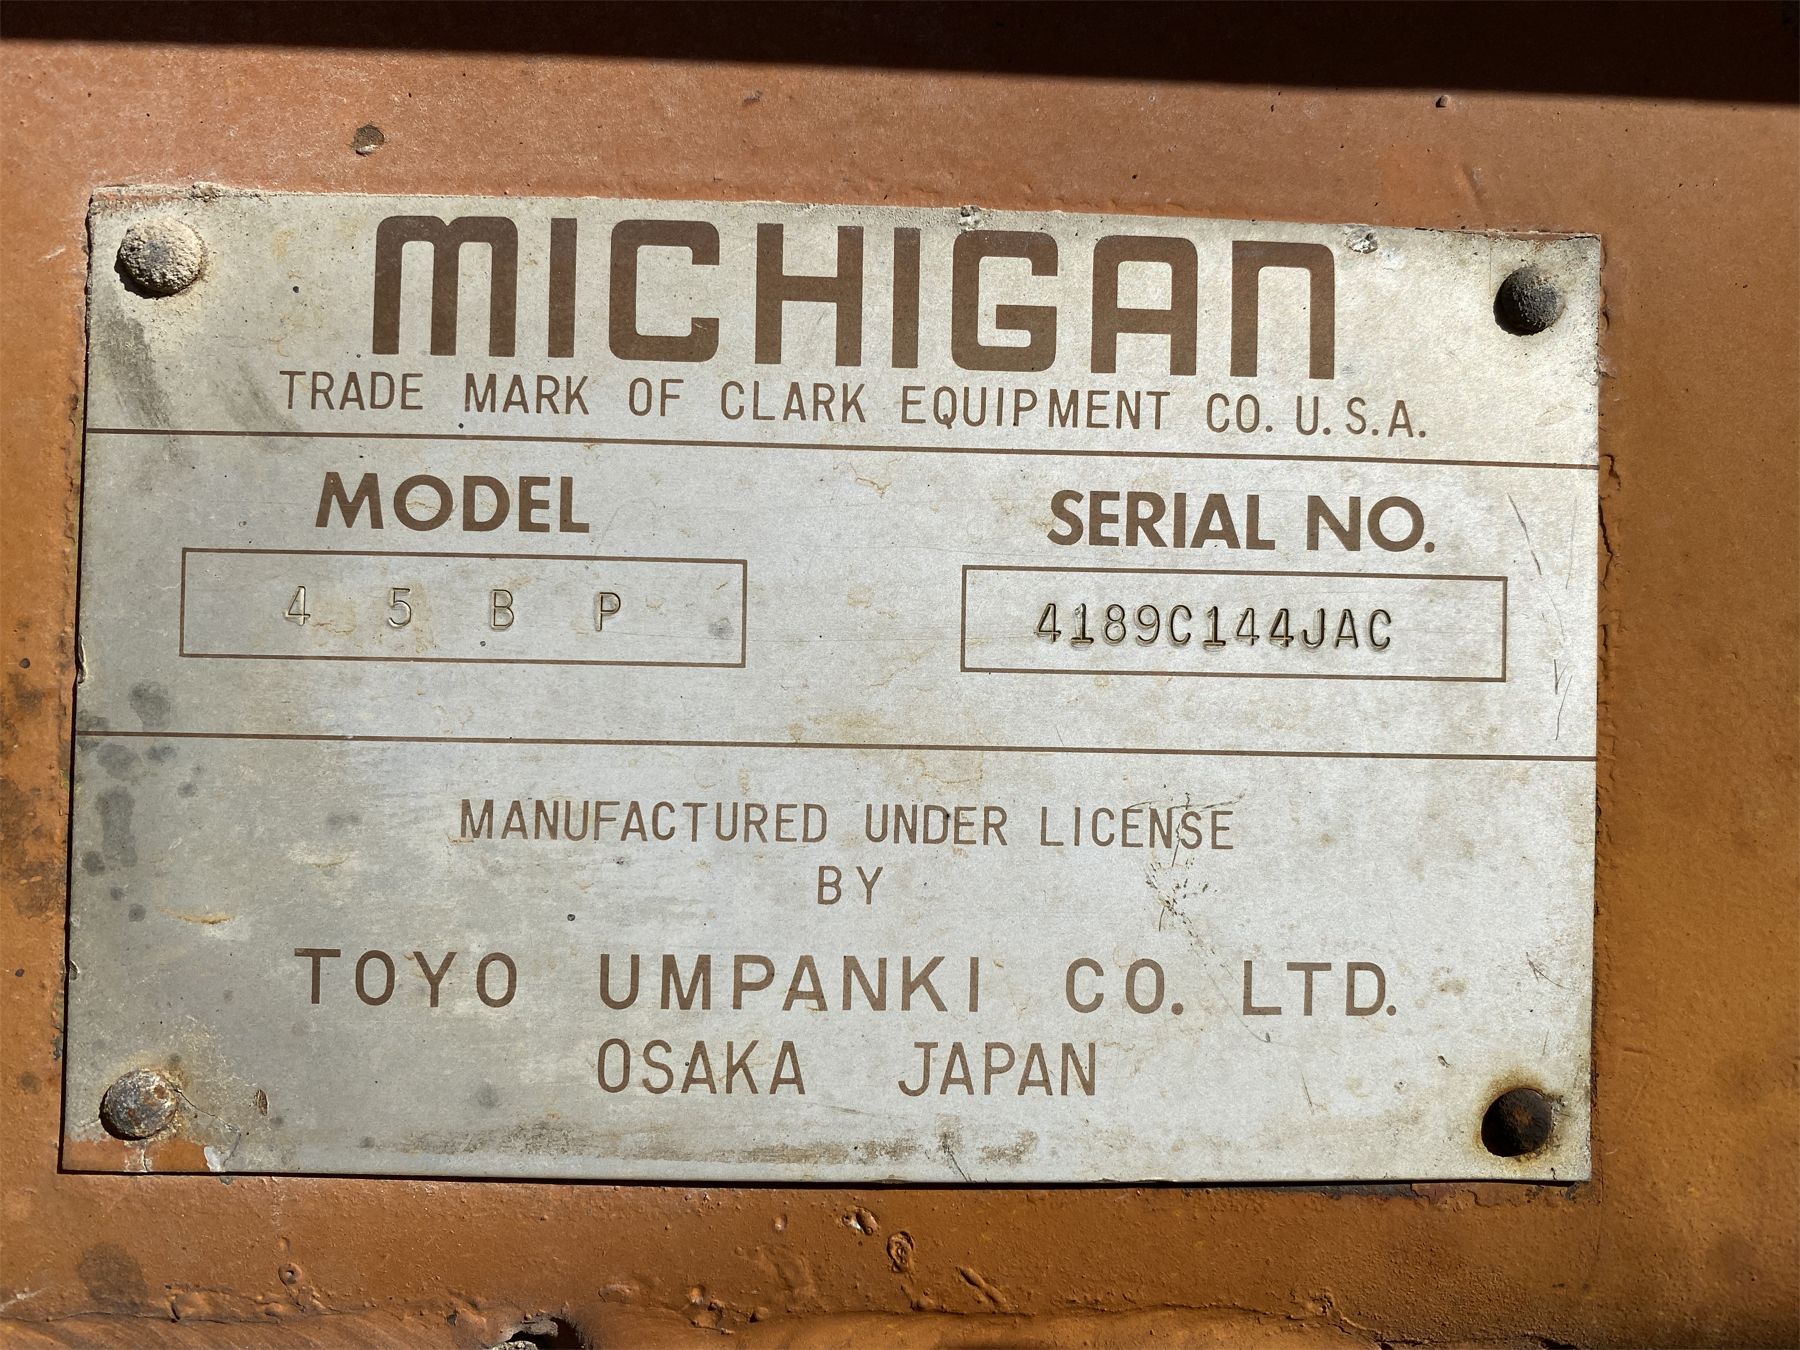 MICHIGAN
TRADE MARK OF CLARK EQUIPMENT CO. U.S.A.
MODEL SERIAL NO.
4 5 B P 4189C144JAC
MANUFACTURED UNDER LICENSE
BY
TOYO UMPANKI CO. LTD.
OSAKA JAPAN